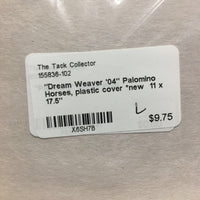 The Tack Collector
155836-102
"Dream Weaver '04" Palomino
Horses, plastic cover *new 11 x
17.5"
L
$9.75
X6SH7B